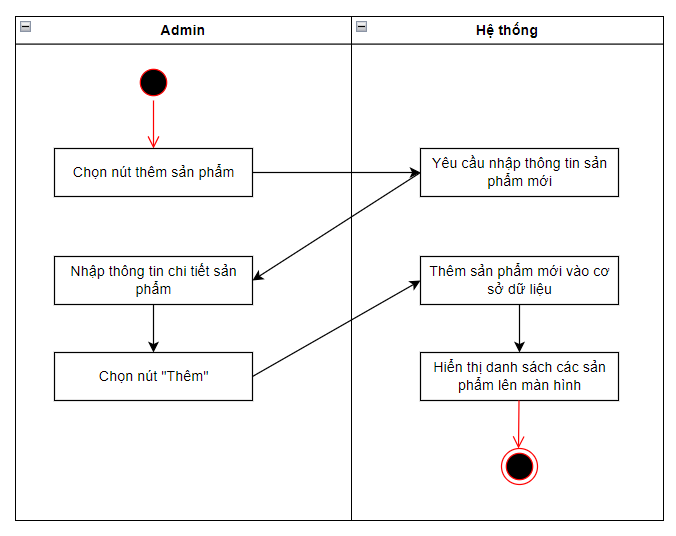 Admin
Hệ thống
Chọn nút thêm sản phẩm
Yêu cầu nhập thông tin sản
phẩm mới
Nhập thông tin chi tiết sản
phẩm
Thêm sản phẩm mới vào cơ
sở dữ liệu
Chọn nút "Thêm"
Hiển thị danh sách các sản
phẩm lên màn hình